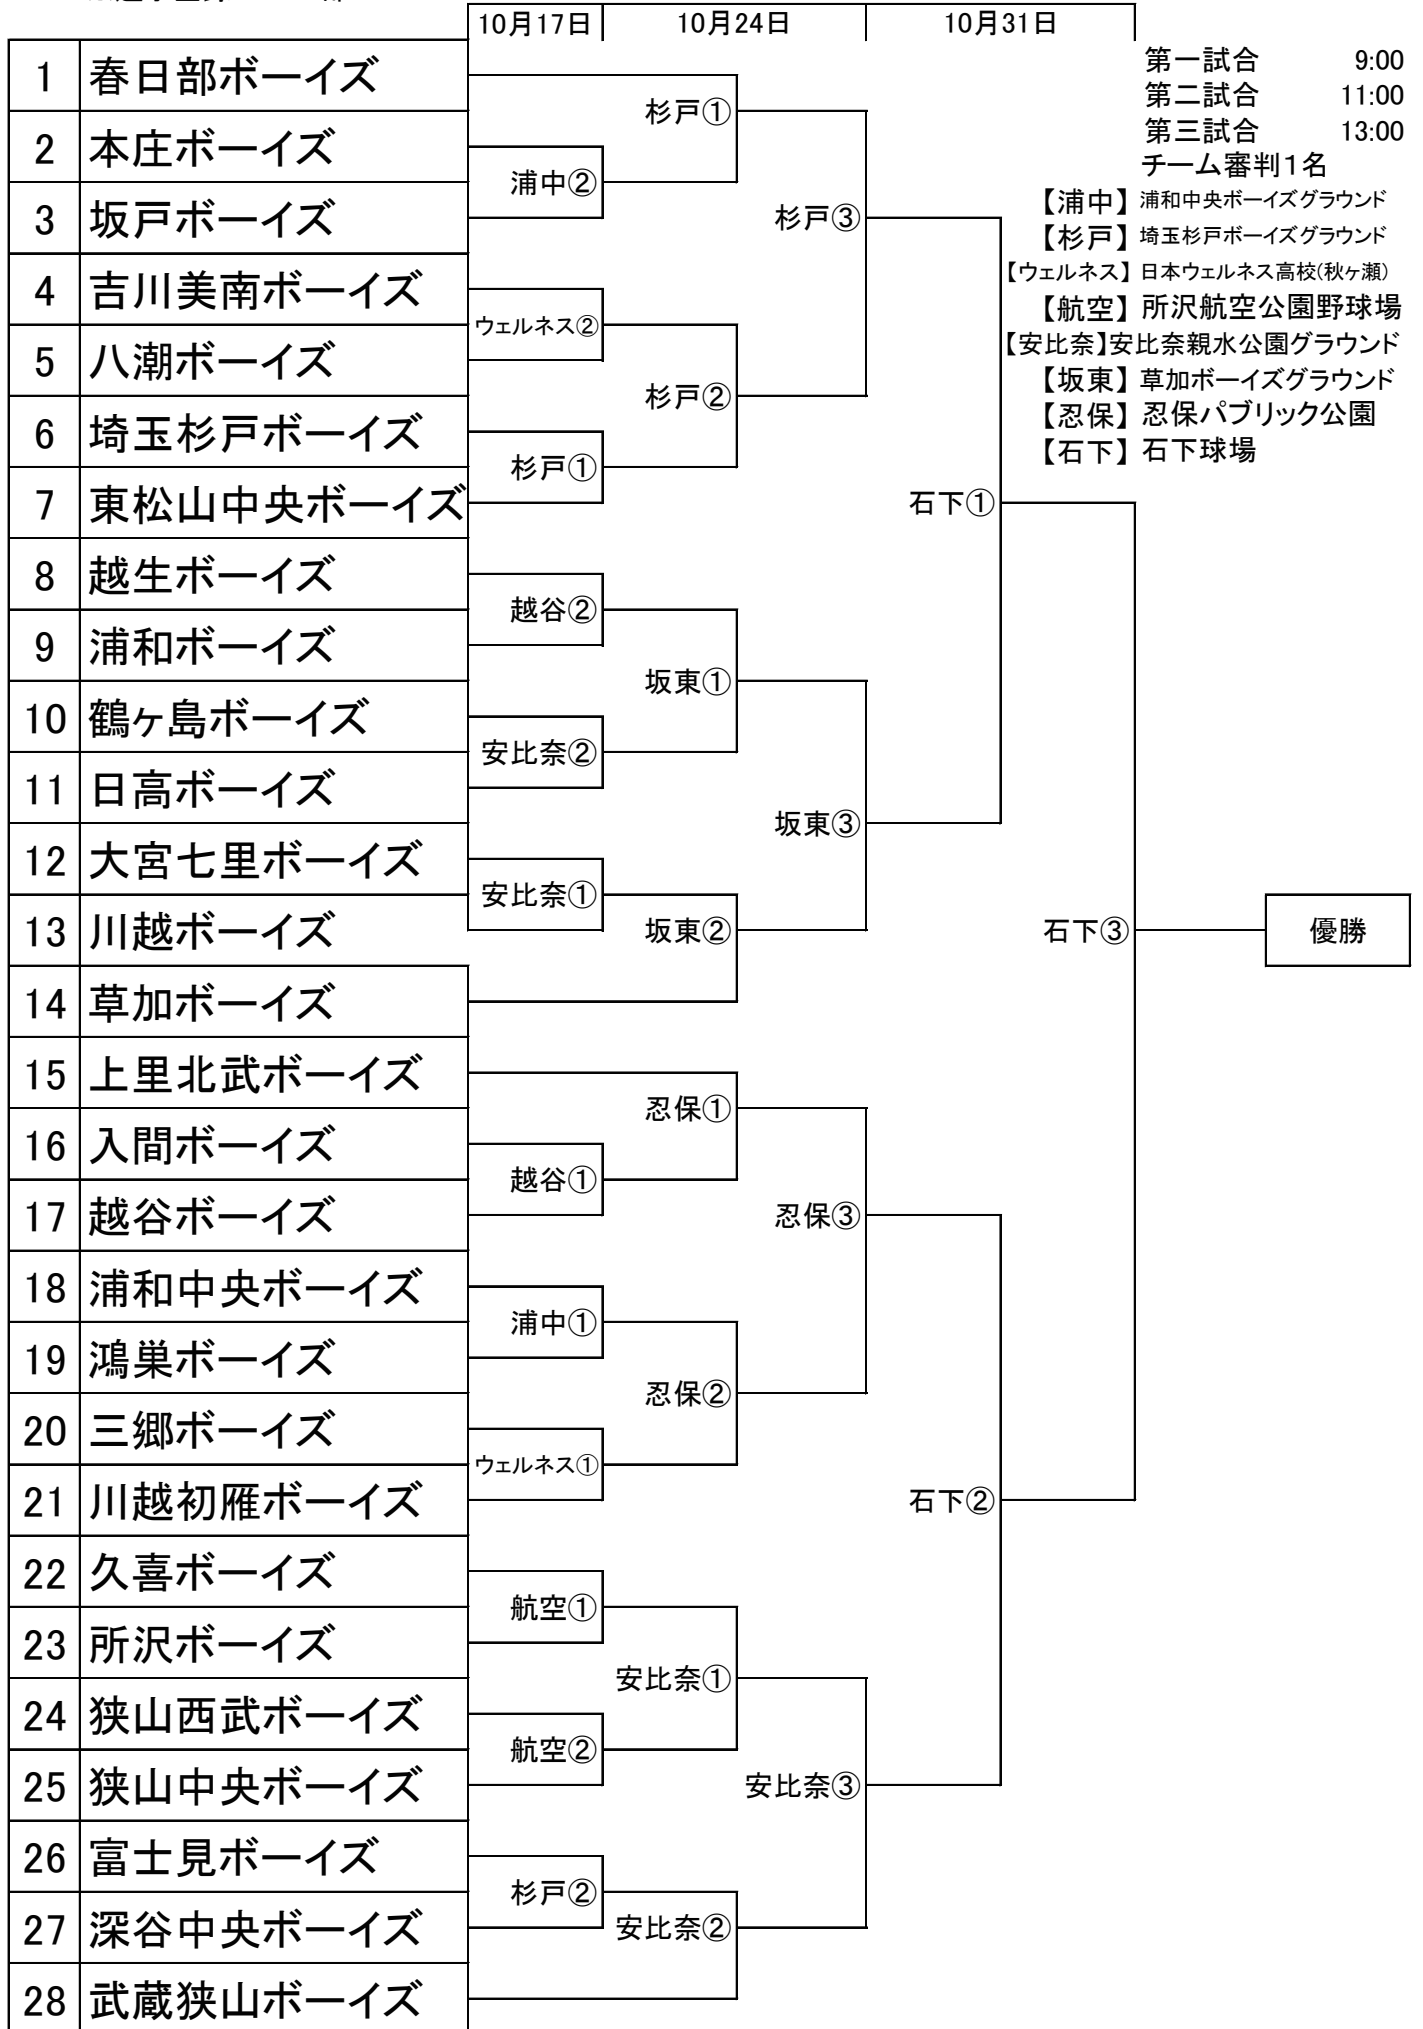 10月17日 10月24日 10月31日
第一試合 9:00
第二試合 11:00
第三試合 13:00
チーム審判1名
【浦中】浦和中央ボーイズグラウンド
【杉戸】埼玉杉戸ボーイズグラウンド
【ウェルネス】日本ウェルネス高校(秋ヶ瀬)
【航空】所沢航空公園野球場
【安比奈】安比奈親水公園グラウンド
【坂東】草加ボーイズグラウンド
【忍保】忍保パブリック公園
【石下】石下球場
1 春日部ボーイズ
2 本庄ボーイズ
3 坂戸ボーイズ
4 吉川美南ボーイズ
5 八潮ボーイズ
6 埼玉杉戸ボーイズ
7 東松山中央ボーイズ
8 越生ボーイズ
9 浦和ボーイズ
10 鶴ヶ島ボーイズ
11 日高ボーイズ
12 大宮七里ボーイズ
13 川越ボーイズ
14 草加ボーイズ
15 上里北武ボーイズ
16 入間ボーイズ
17 越谷ボーイズ
18 浦和中央ボーイズ
19 鴻巣ボーイズ
20 三郷ボーイズ
21 川越初雁ボーイズ
22 久喜ボーイズ
23 所沢ボーイズ
24 狭山西武ボーイズ
25 狭山中央ボーイズ
26 富士見ボーイズ
27 深谷中央ボーイズ
28 武蔵狭山ボーイズ
浦中②
ウェルネス②
杉戸①
越谷②
安比奈②
安比奈①
越谷①
浦中①
ウェルネス①
航空①
航空②
杉戸②
杉戸①
杉戸②
坂東①
坂東②
忍保①
忍保②
安比奈①
安比奈②
杉戸③
坂東③
忍保③
安比奈③
石下①
石下②
石下③
優勝